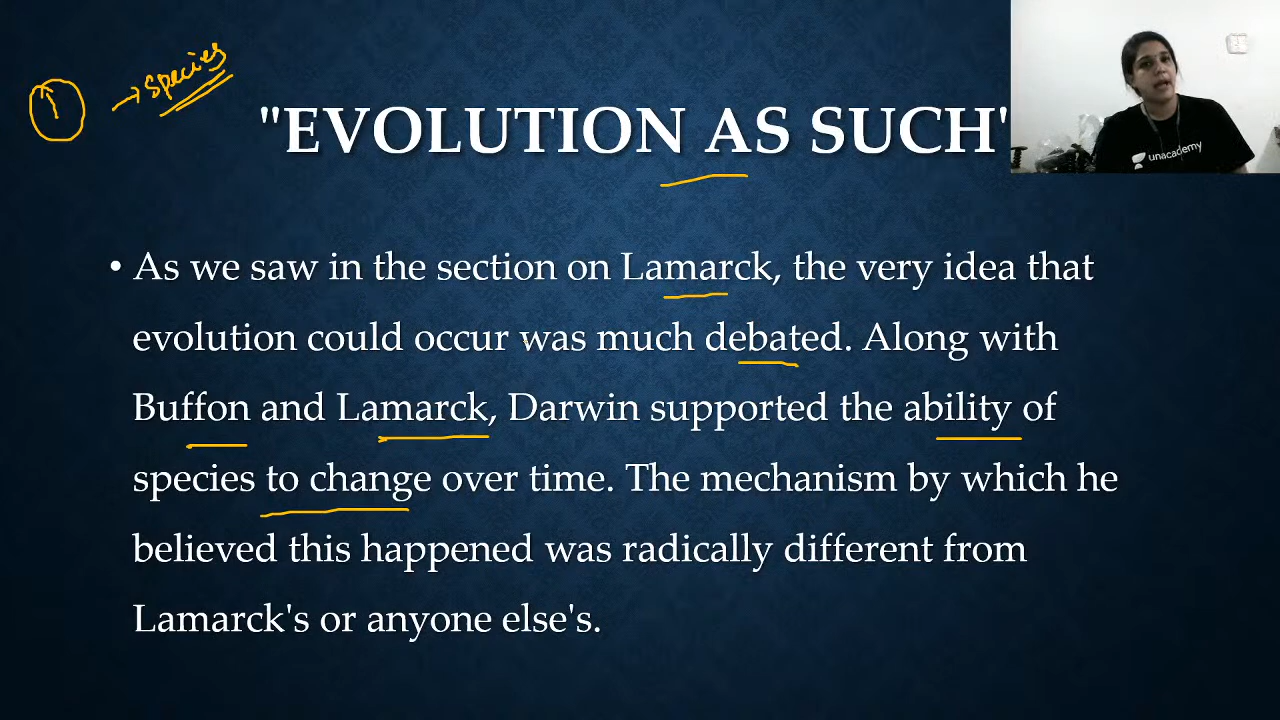 → Species
"EVOLUTION AS SUCH"
unacademy
• As we saw in the section on Lamarck, the very idea that
evolution could occur was much debated. Along with
Buffon and Lamarck, Darwin supported the ability of
species to change over time. The mechanism by which he
believed this happened was radically different from
Lamarck's or anyone else's.